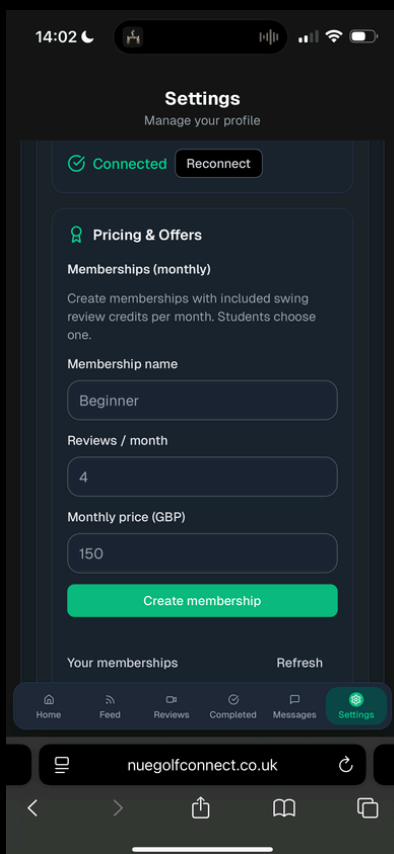 14:02
Settings
Manage your profile
Connected
Reconnect
Pricing & Offers
Memberships (monthly)
Create memberships with included swing
review credits per month. Students choose
one.
Membership name
Beginner
Reviews / month
4
Monthly price (GBP)
150
Create membership
Your memberships
Refresh
Home
Feed
Reviews
Completed
Messages
Settings
nuegolfconnect.co.uk